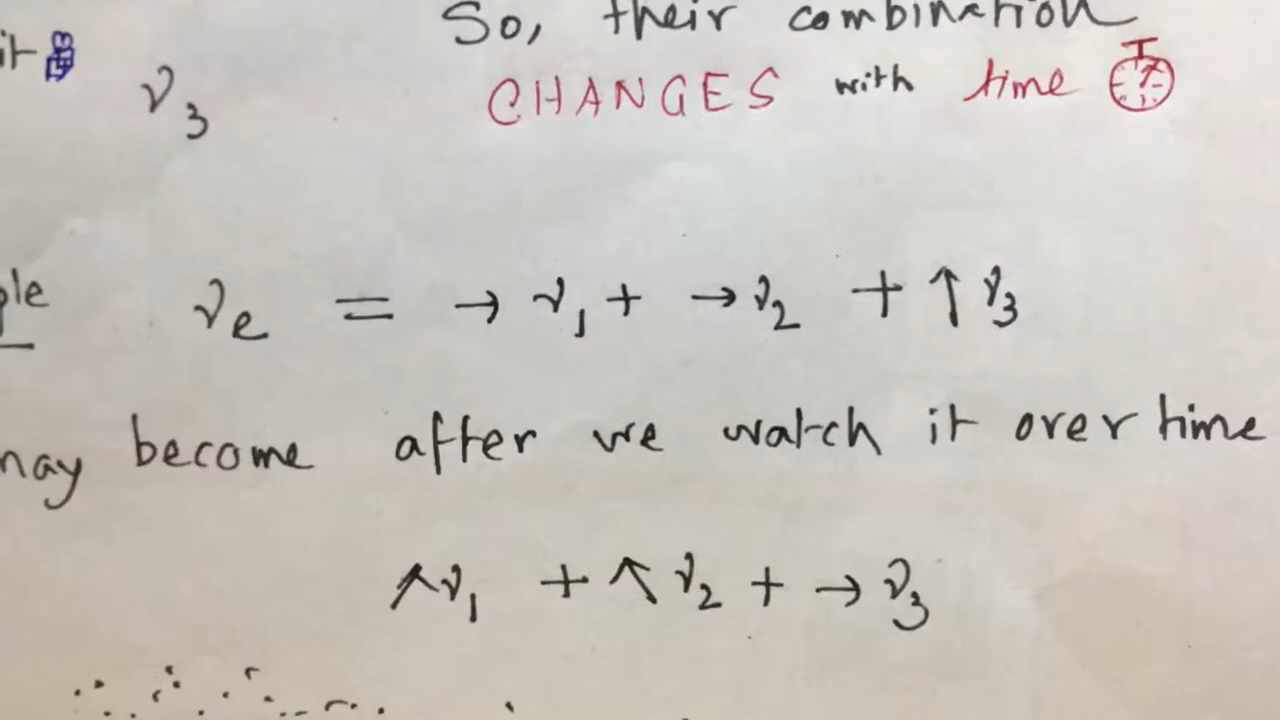 So, their combination
ν3 CHANGES with time
νe = → ν1 + → ν2 + ↑ ν3
may become after we watch it over time
↗ν1 + ↖ ν2 + → ν3